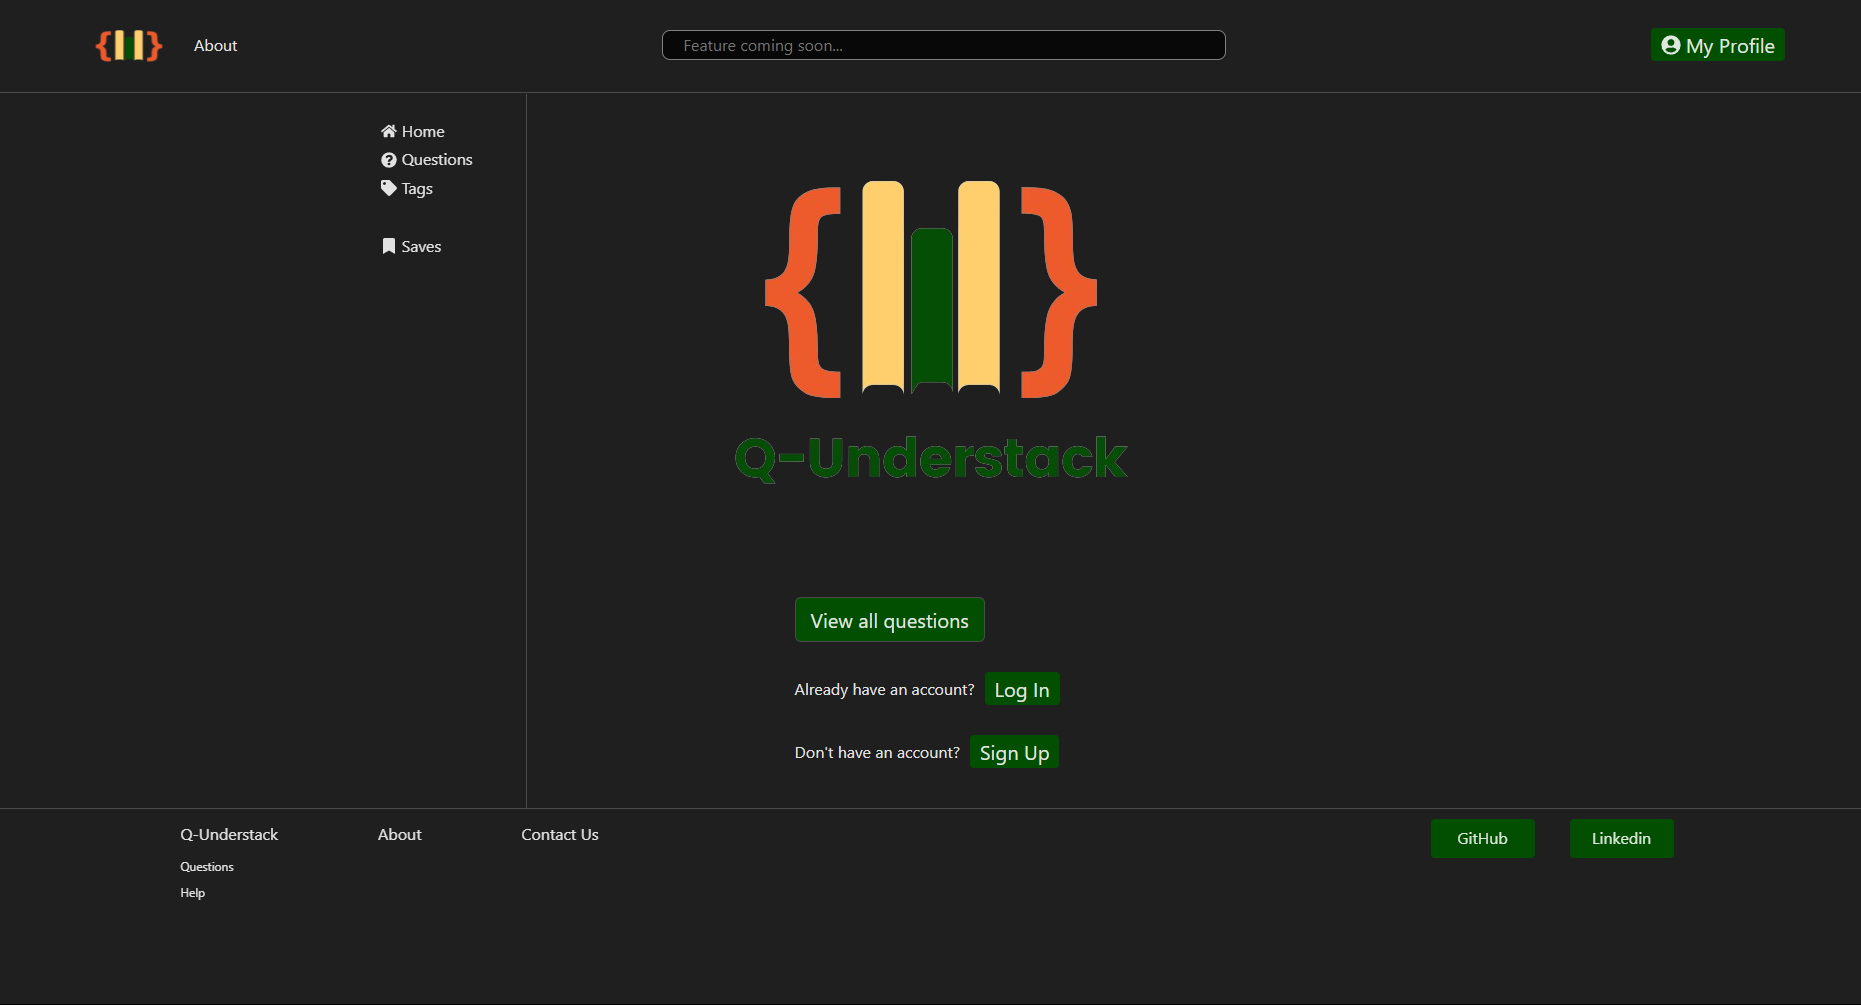 About
Feature coming soon...
My Profile
Home
Questions
Tags
Saves
Q-Understack
View all questions
Already have an account? Log In
Don't have an account? Sign Up
Q-Understack
Questions
Help
About
Contact Us
GitHub
Linkedin